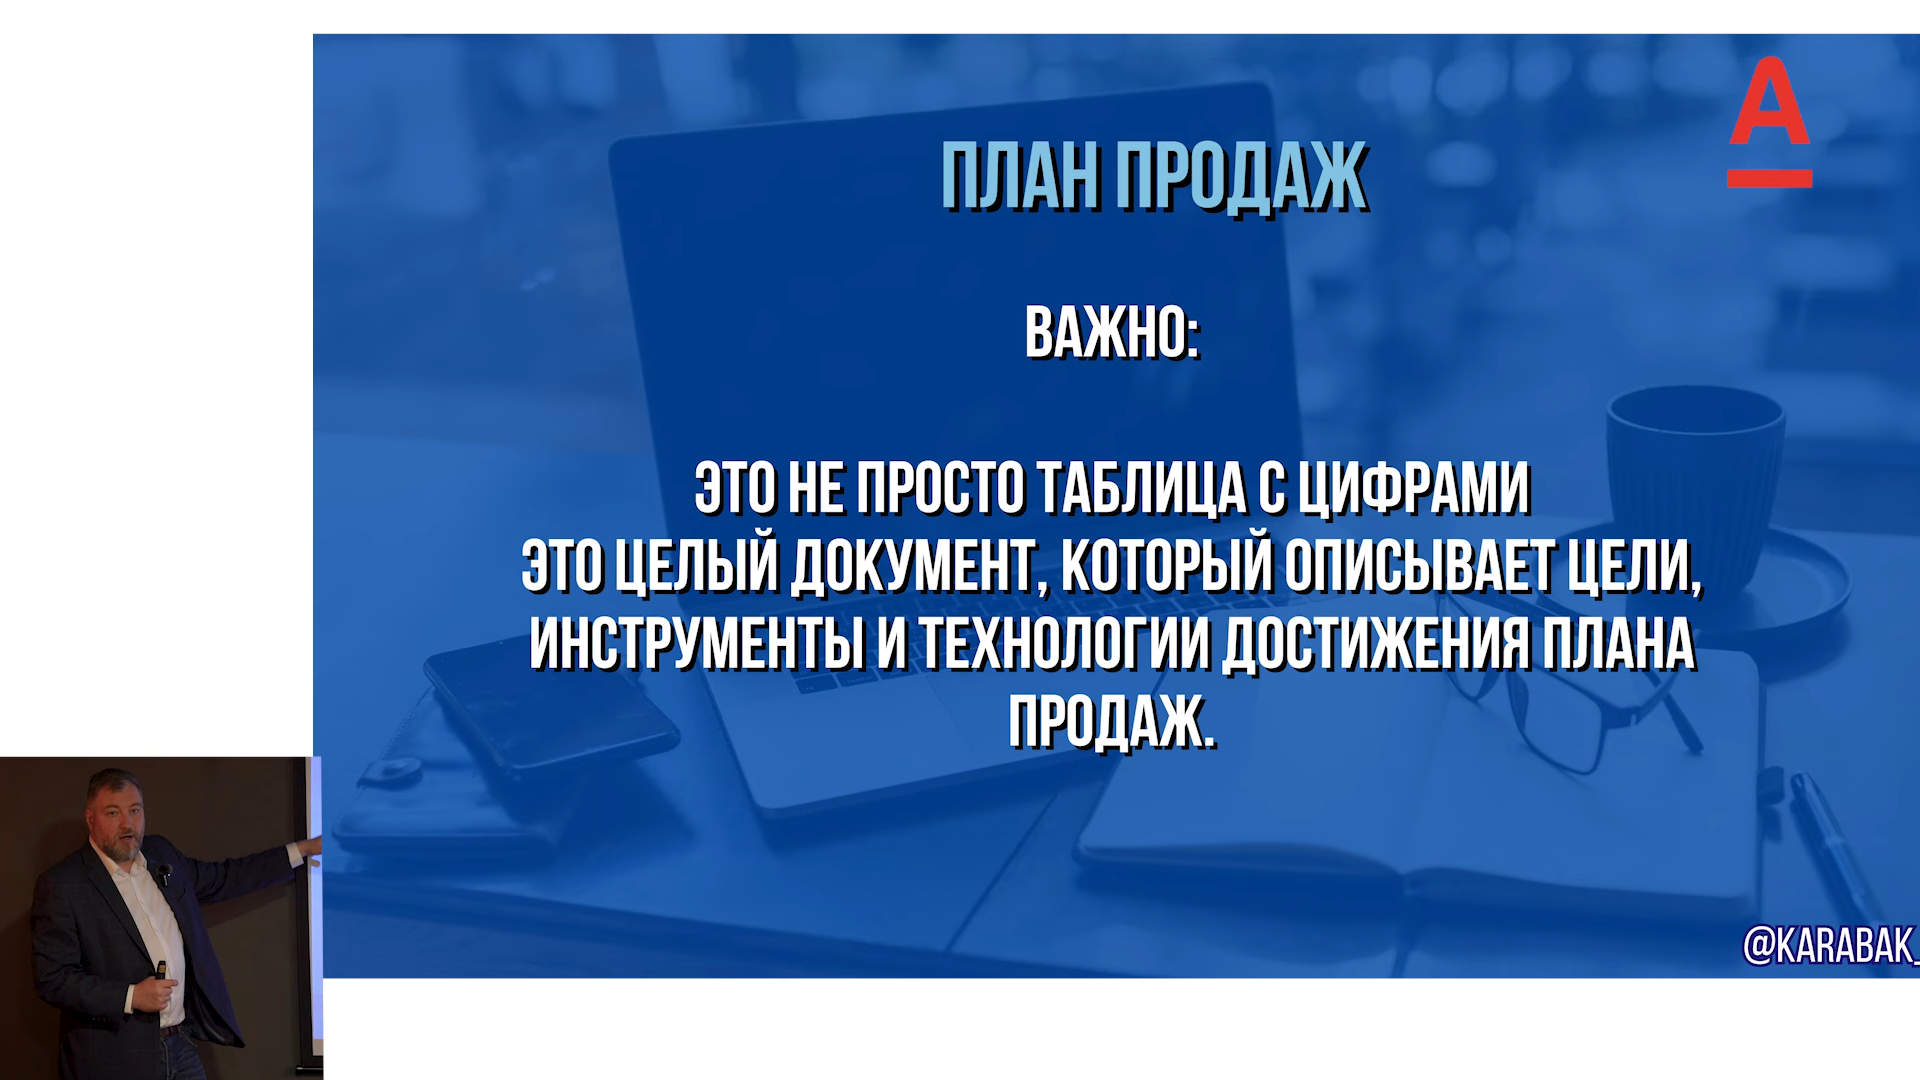 А
ПЛАН ПРОДАЖ
ВАЖНО:
ЭТО НЕ ПРОСТО ТАБЛИЦА С ЦИФРАМИ
ЭТО ЦЕЛЫЙ ДОКУМЕНТ, КОТОРЫЙ ОПИСЫВАЕТ ЦЕЛИ,
ИНСТРУМЕНТЫ И ТЕХНОЛОГИИ ДОСТИЖЕНИЯ ПЛАНА
ПРОДАЖ.
@KARABAK_